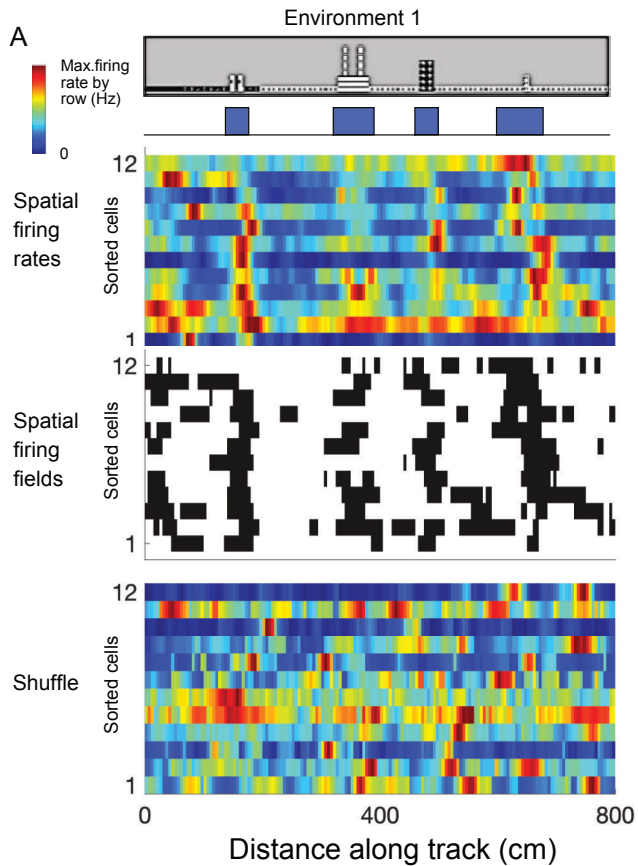 Environment 1
A
Max.firing
rate by
row (Hz)
0
Spatial
firing
rates
Sorted cells
12
1
Spatial
firing
fields
Sorted cells
12
1
Shuffle
Sorted cells
12
1
0
400
800
Distance along track (cm)